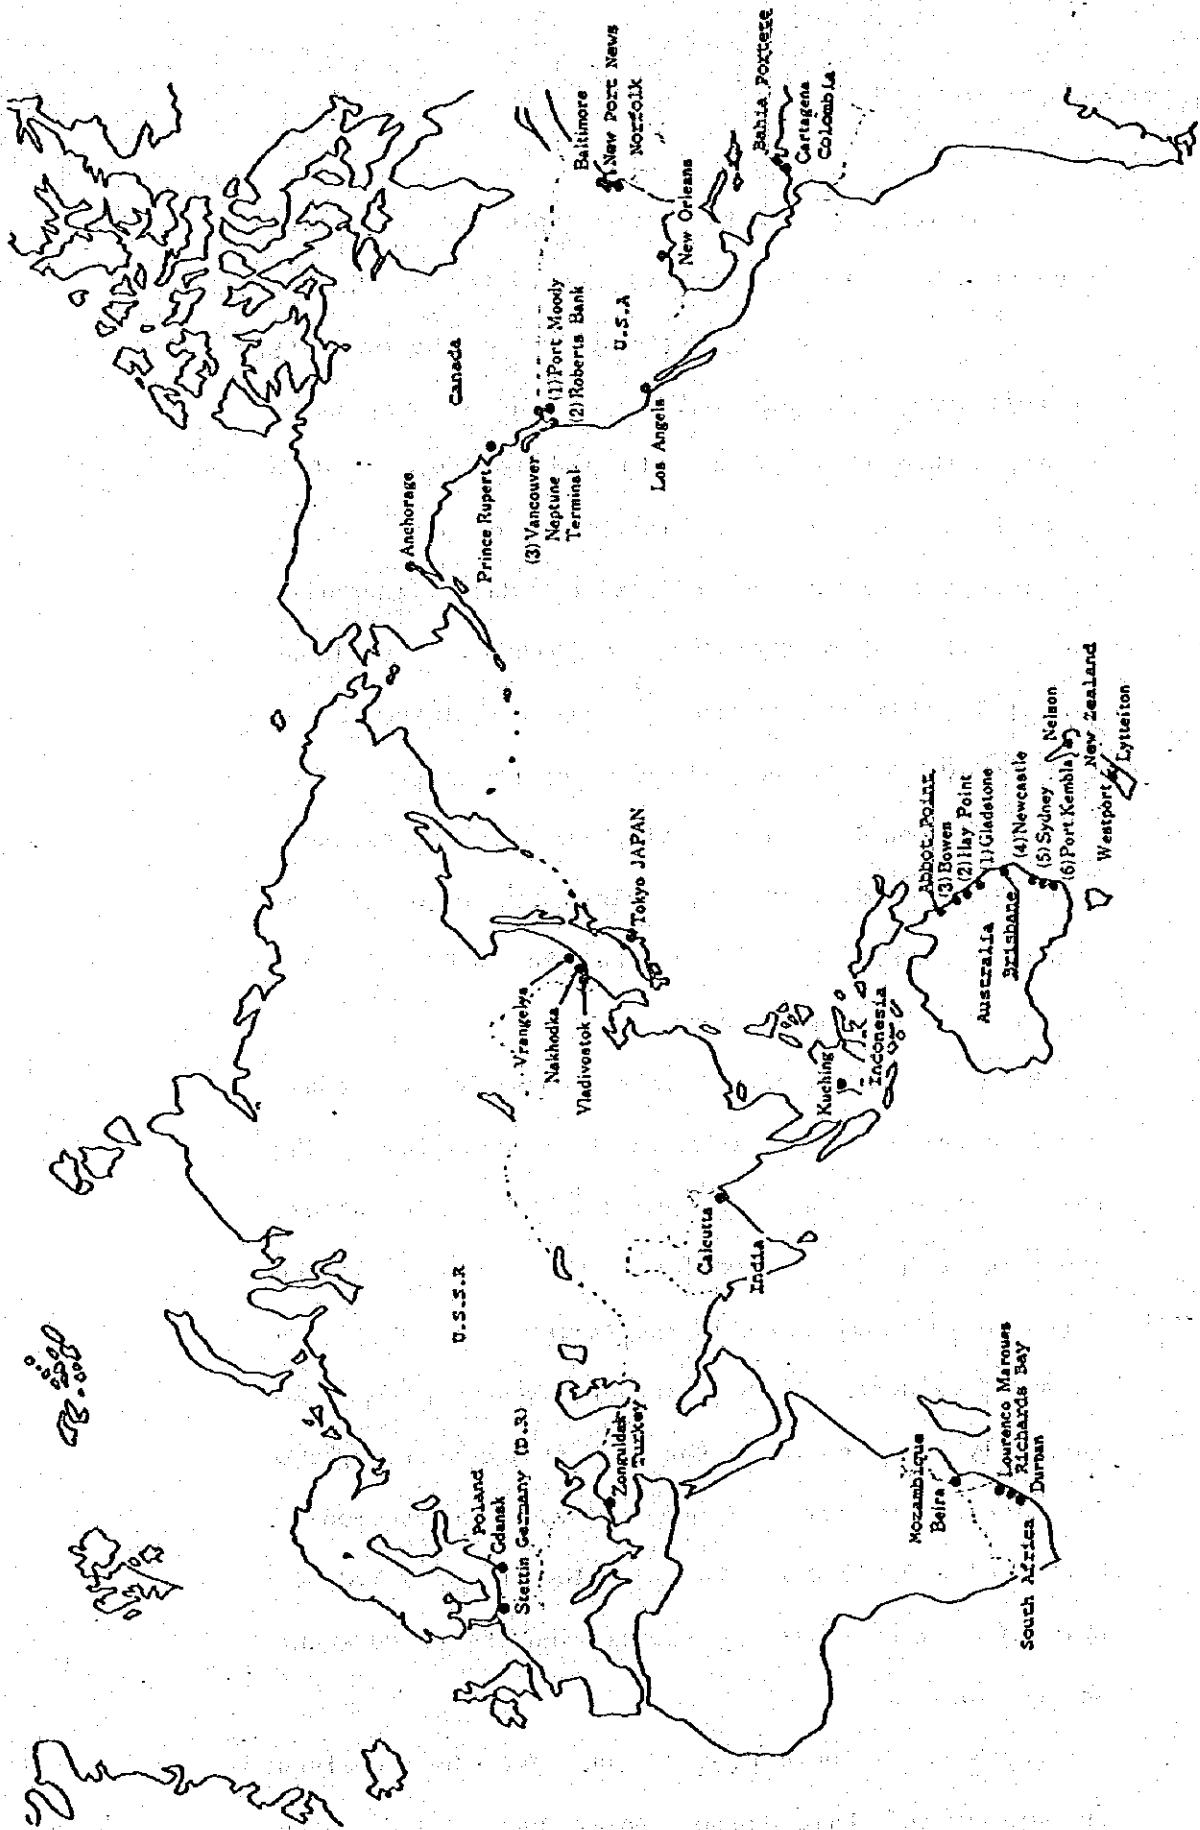 Baltimore
New Port News
Norfolk
New Orleans
Bahia Portete
Cartagena
Colombia
Canada
U.S.A
(1) Port Moody
(2) Roberts Bank
(3) Vancouver
Neptune
Terminal
Prince Rupert
Anchorage
Los Angels
Tokyo JAPAN
Vrangelya
Nakhodka
Vladivostok
Kuching
Indonesia
Abbot Point
(3) Bowen
(2) Hay Point
(1) Gladstone
Australia
Brisbane
(4) Newcastle
(5) Sydney
(6) Port Kembla
Nelson
New Zealand
Westport
Lytteiton
Calcutta
India
U.S.S.R
Poland
Gdansk
Stettin Germany (D.R)
Zonguldak
Turkey
Mozambique
Beira
Lourenco Maroues
Richards Bay
Durnan
South Africa